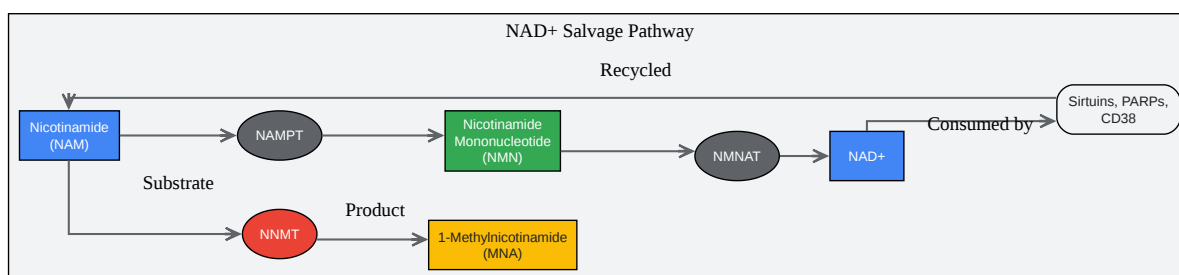 NAD+ Salvage Pathway
Recycled
Nicotinamide
(NAM)
NAMPT
Nicotinamide
Mononucleotide
(NMN)
NMNAT
NAD+
Consumed by
Sirtuins, PARPs,
CD38
Substrate
NNMT
Product
1-Methylnicotinamide
(MNA)